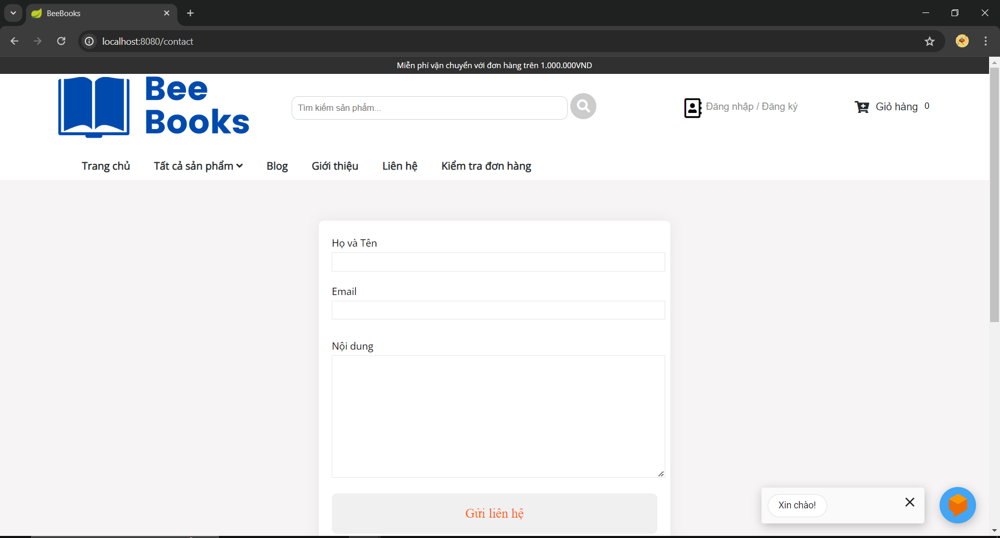 BeeBooks
localhost:8080/contact
Miễn phí vận chuyển với đơn hàng trên 1.000.000VND
Bee
Books
Tìm kiếm sản phẩm...
Đăng nhập / Đăng ký
Giỏ hàng 0
Trang chủ Tất cả sản phẩm Blog Giới thiệu Liên hệ Kiểm tra đơn hàng
Họ và Tên
Email
Nội dung
Gửi liên hệ
Xin chào!